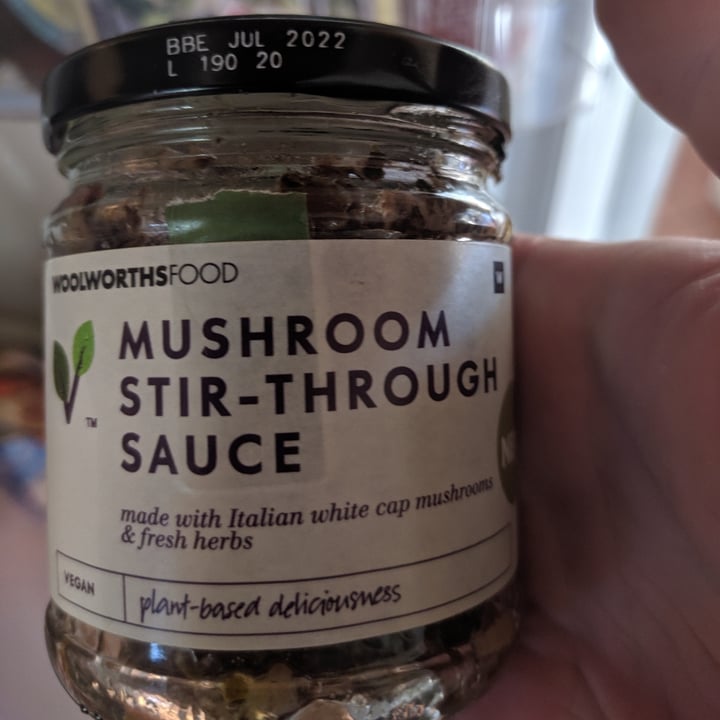 BBE JUL 2022
L 190 20
WOOLWORTHSFOOD
W
MUSHROOM
STIR-THROUGH
SAUCE
TM
made with Italian white cap mushrooms
& fresh herbs
VEGAN
plant-based deliciousness